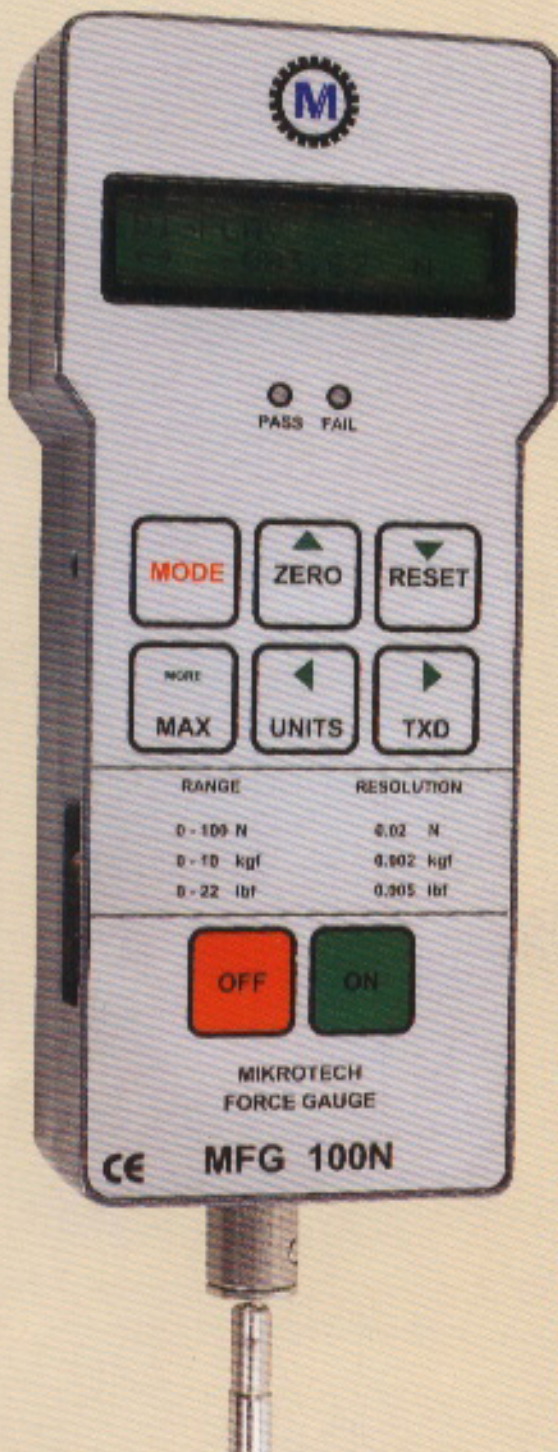 M
PASS FAIL
MODE ZERO RESET
MORE
MAX UNITS TXD
RANGE RESOLUTION
0 - 100 N 0.02 N
0 - 10 kgf 0.002 kgf
0 - 22 lbf 0.005 lbf
OFF ON
MIKROTECH
FORCE GAUGE
CE MFG 100N